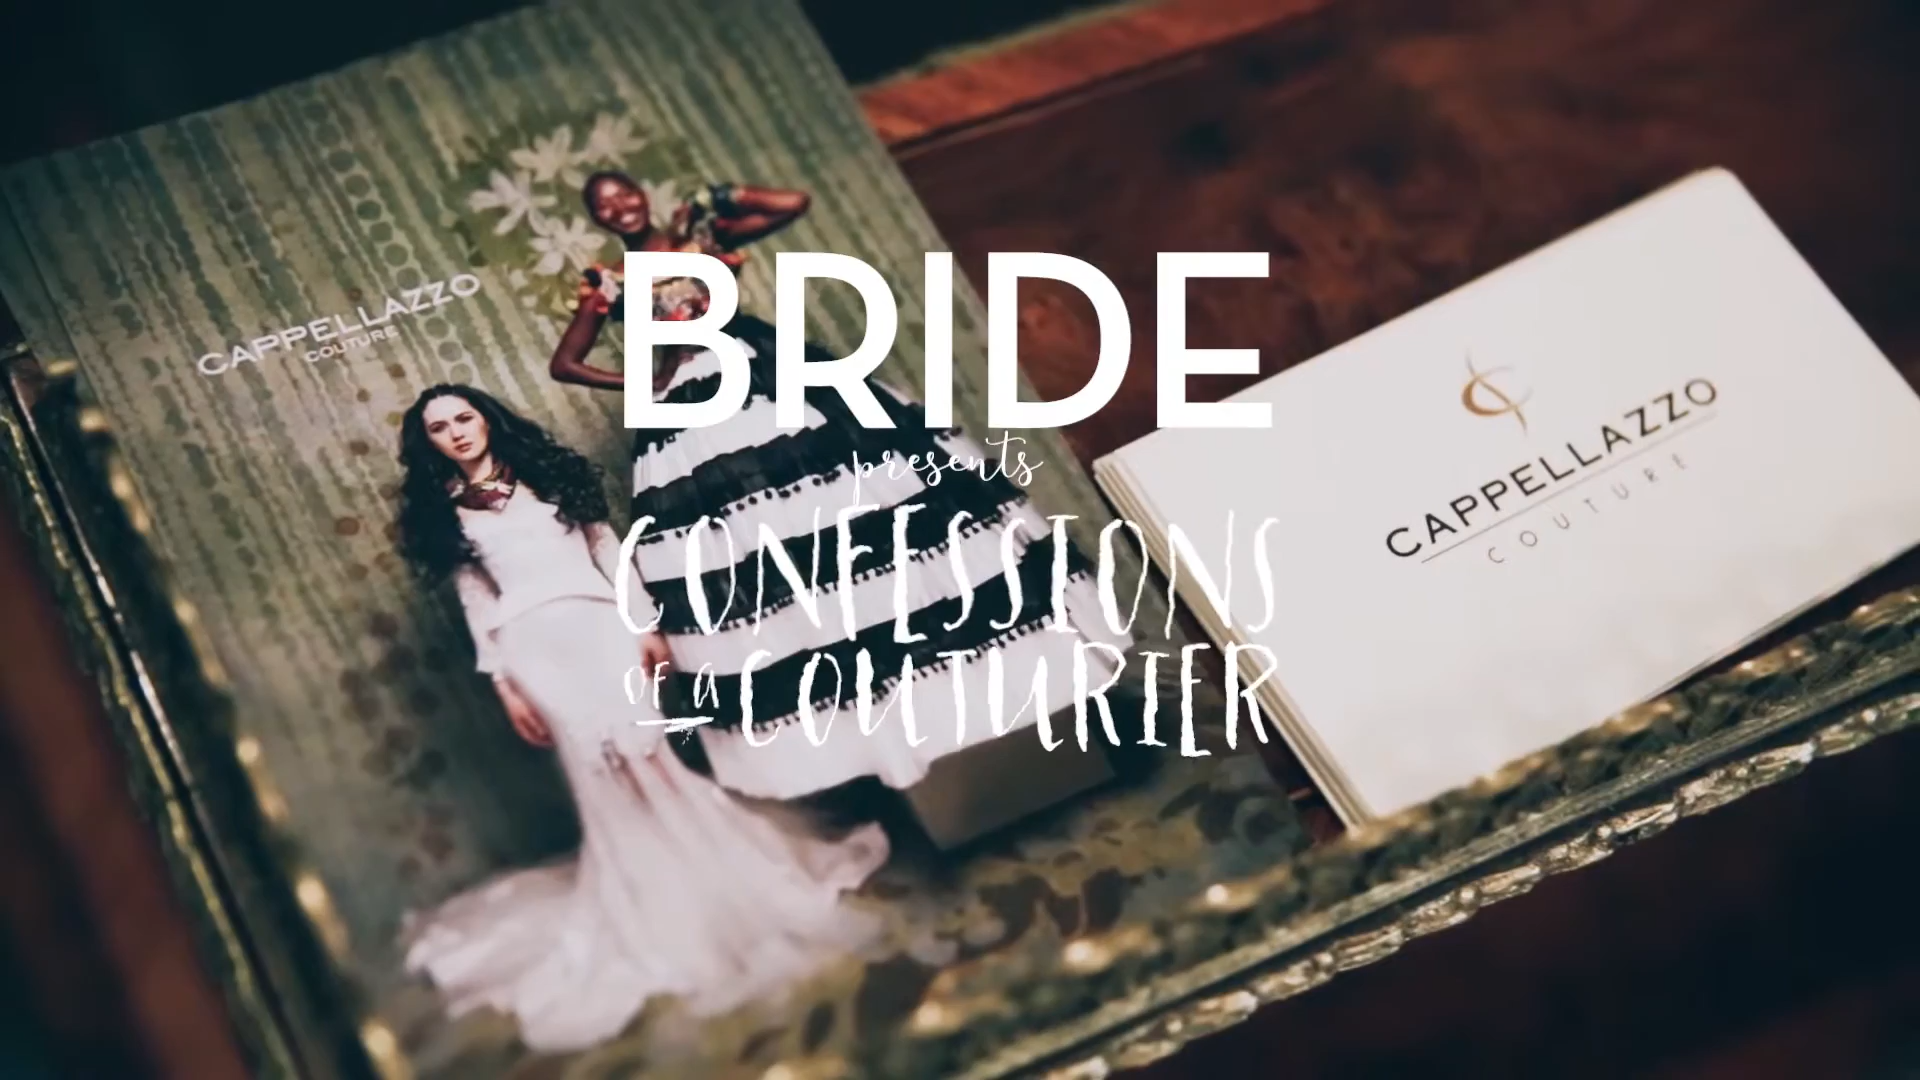 BRIDE
presents
CONFESSIONS
OF a COUTURIER
CAPPELLAZZO
COUTURE
CAPPELLAZZO
COUTURE